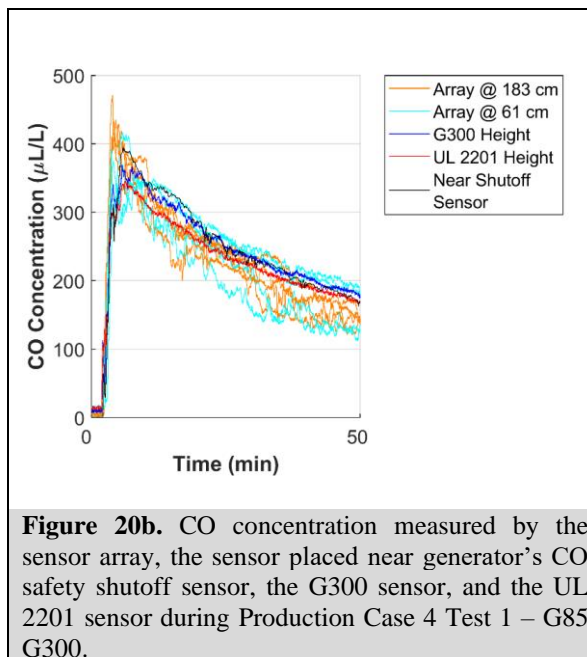 500
400
300
200
100
0
CO Concentration (µL/L)
0
50
Time (min)
Array @ 183 cm
Array @ 61 cm
G300 Height
UL 2201 Height
Near Shutoff
Sensor
Figure 20b. CO concentration measured by the
sensor array, the sensor placed near generator's CO
safety shutoff sensor, the G300 sensor, and the UL
2201 sensor during Production Case 4 Test 1 – G85
G300.